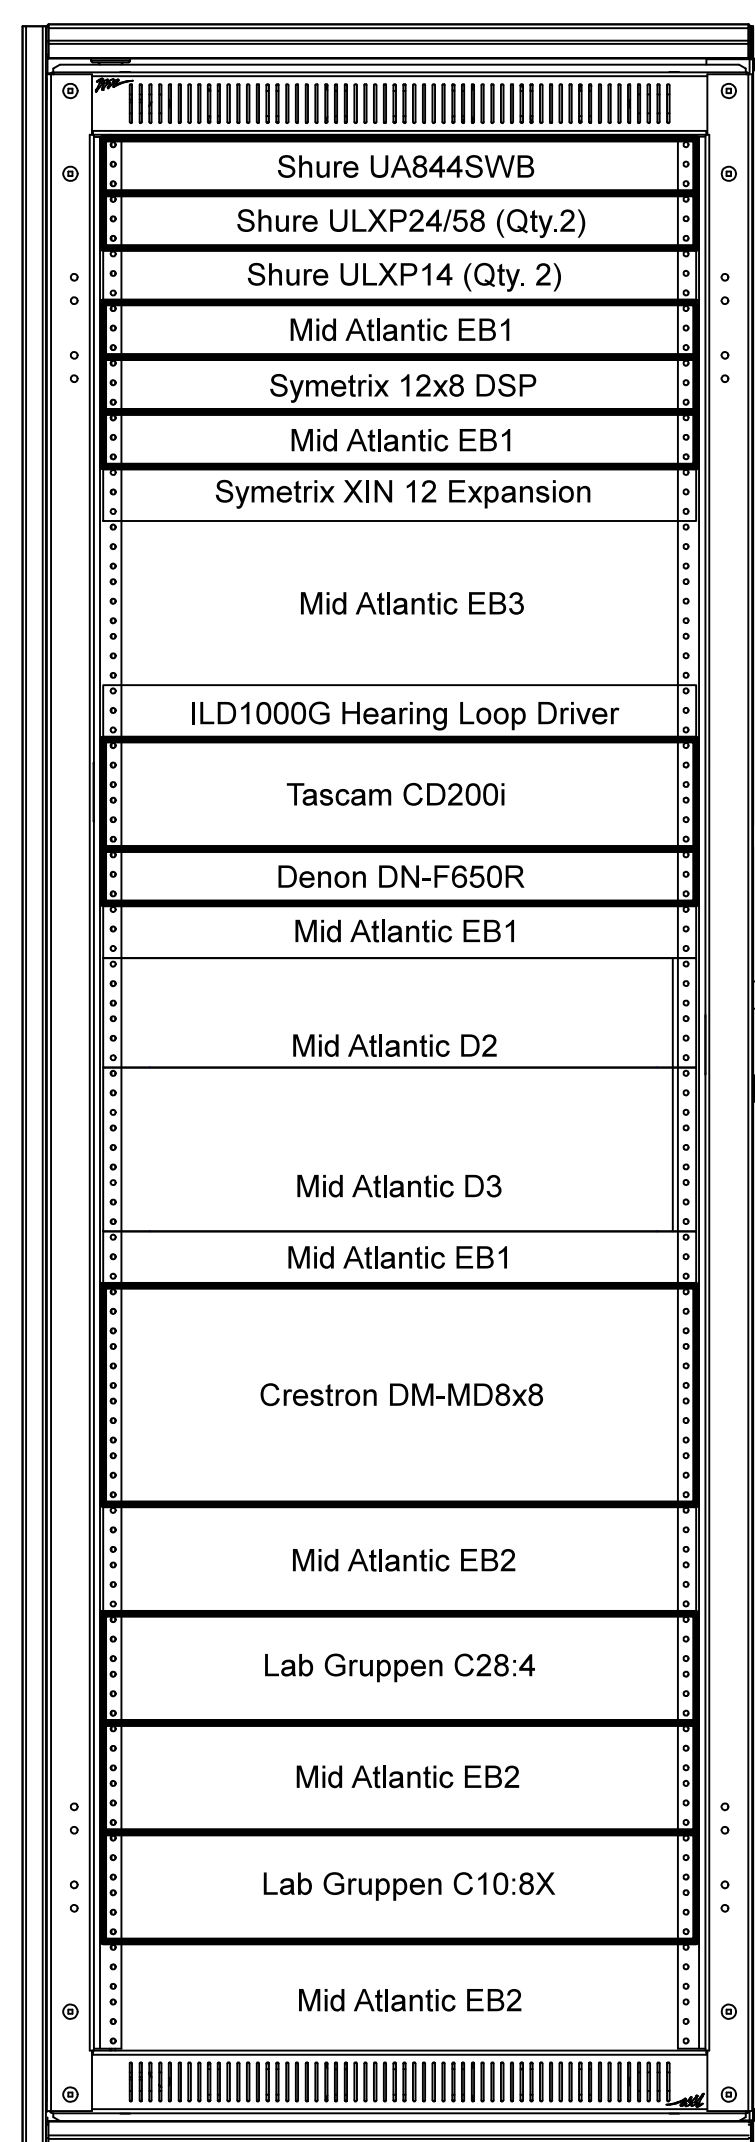 Shure UA844SWB
Shure ULXP24/58 (Qty.2)
Shure ULXP14 (Qty. 2)
Mid Atlantic EB1
Symetrix 12x8 DSP
Mid Atlantic EB1
Symetrix XIN 12 Expansion
Mid Atlantic EB3
ILD1000G Hearing Loop Driver
Tascam CD200i
Denon DN-F650R
Mid Atlantic EB1
Mid Atlantic D2
Mid Atlantic D3
Mid Atlantic EB1
Crestron DM-MD8x8
Mid Atlantic EB2
Lab Gruppen C28:4
Mid Atlantic EB2
Lab Gruppen C10:8X
Mid Atlantic EB2